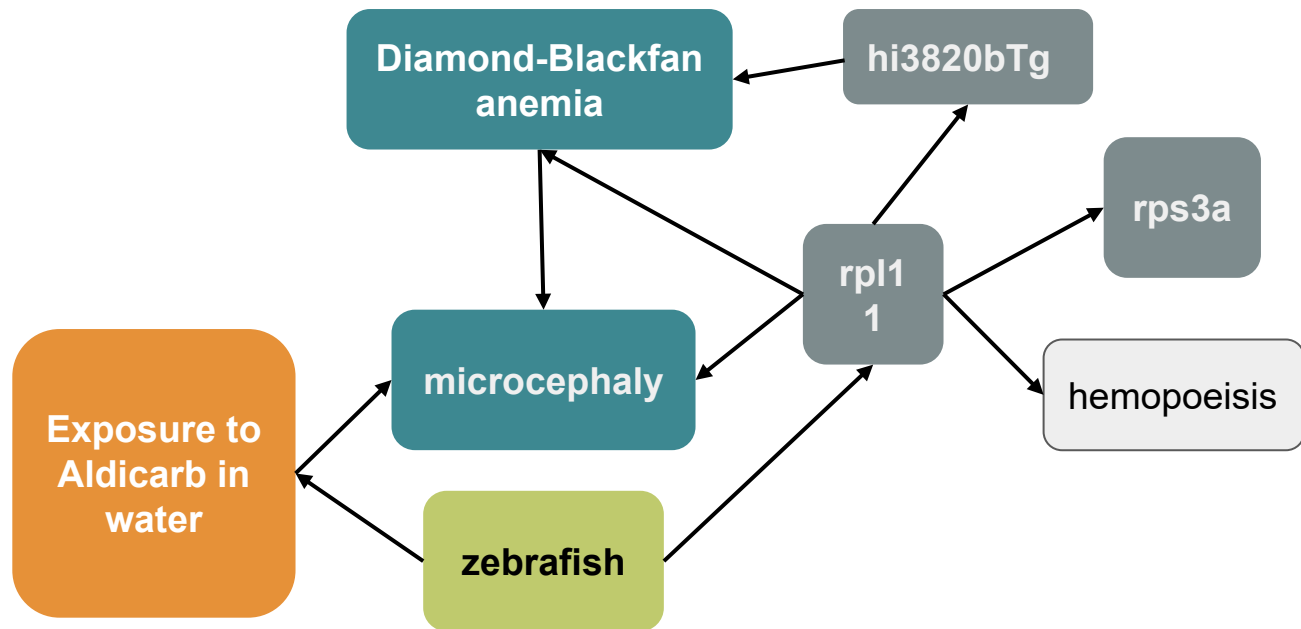 Diamond-Blackfan
anemia
hi3820bTg
rps3a
rpl1
1
microcephaly
hemopoeisis
Exposure to
Aldicarb in
water
zebrafish